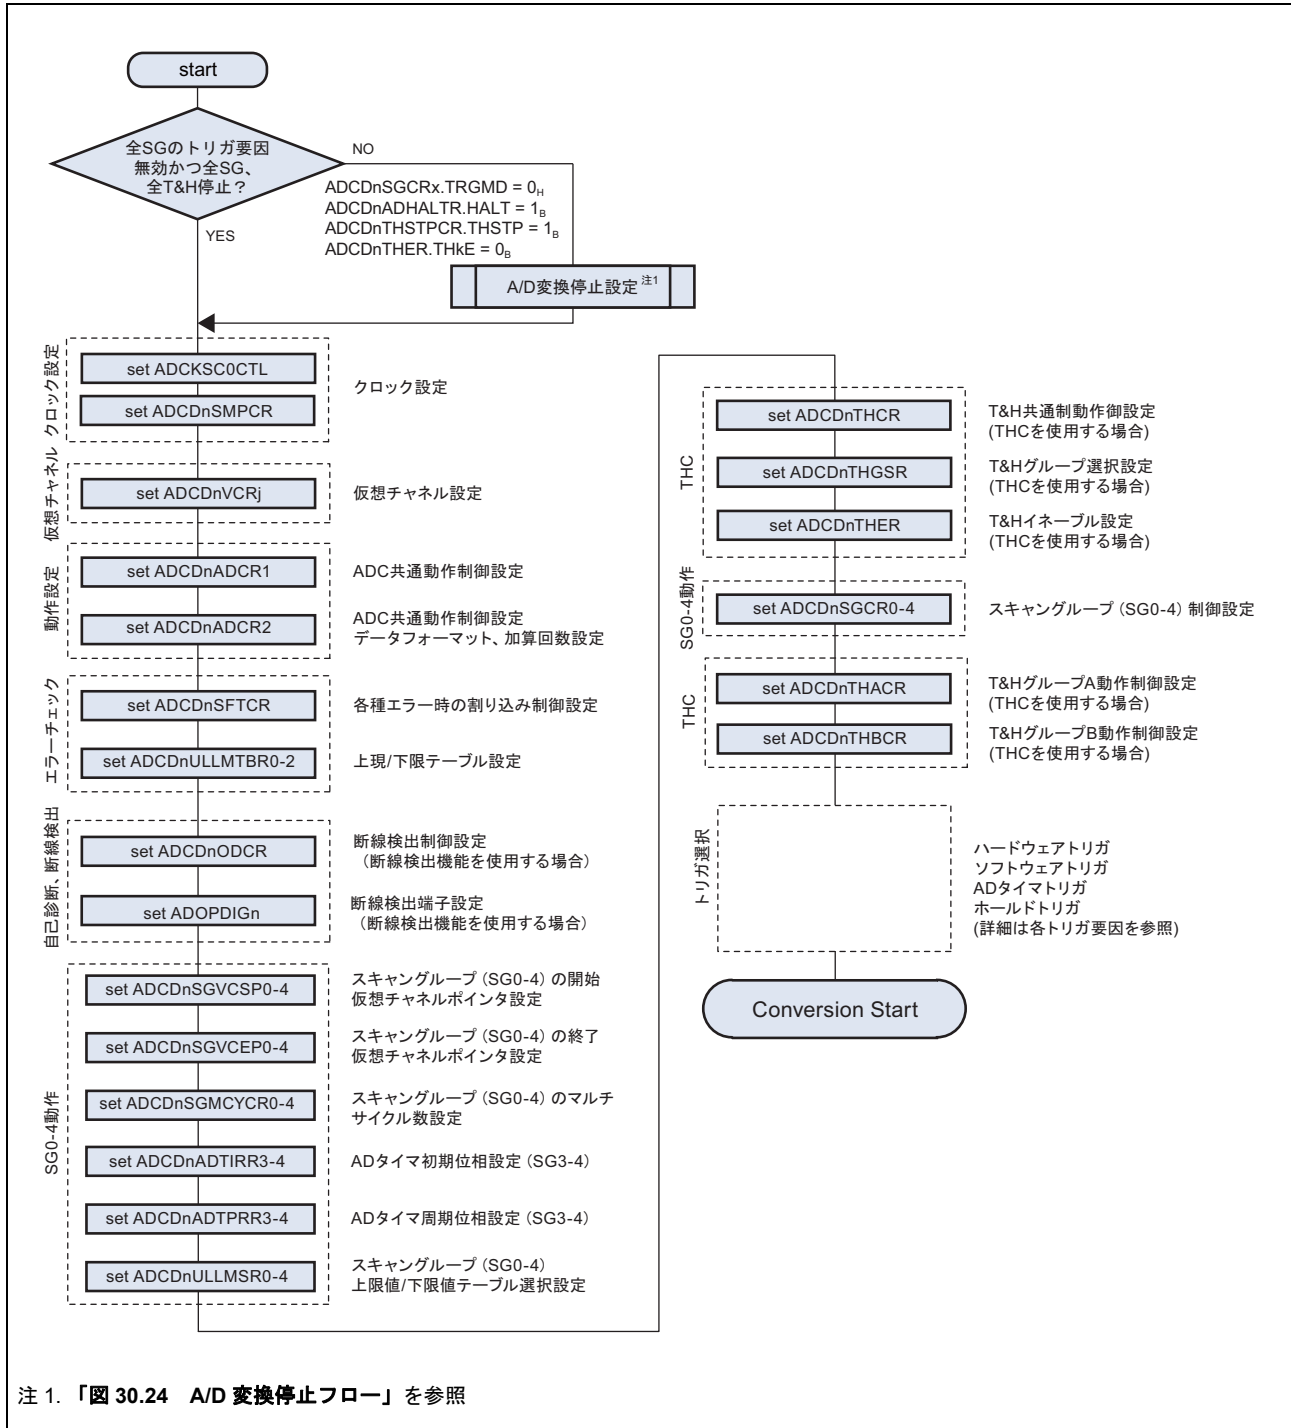 start
全SGのトリガ要因
無効かつ全SG、
全T&H停止？
NO
YES
ADCDnSGCRx.TRGMD = 0H
ADCDnADHALTR.HALT = 1B
ADCDnTHSTPCR.THSTP = 1B
ADCDnTHER.THkE = 0B
A/D変換停止設定 注1
クロック設定
set ADCKSC0CTL
set ADCDnSMPCR
クロック設定
仮想チャネル
set ADCDnVCRj
仮想チャネル設定
動作設定
set ADCDnADCR1
ADC共通動作制御設定
set ADCDnADCR2
ADC共通動作制御設定
データフォーマット、加算回数設定
エラーチェック
set ADCDnSFTCR
各種エラー時の割り込み制御設定
set ADCDnULLMTBR0-2
上現/下限テーブル設定
自己診断、断線検出
set ADCDnODCR
断線検出制御設定
（断線検出機能を使用する場合）
set ADOPDIGn
断線検出端子設定
（断線検出機能を使用する場合）
SG0-4動作
set ADCDnSGVCSP0-4
スキャングループ（SG0-4）の開始
仮想チャネルポインタ設定
set ADCDnSGVCEP0-4
スキャングループ（SG0-4）の終了
仮想チャネルポインタ設定
set ADCDnSGMCYCR0-4
スキャングループ（SG0-4）のマルチ
サイクル数設定
set ADCDnADTIRR3-4
ADタイマ初期位相設定（SG3-4）
set ADCDnADTPRR3-4
ADタイマ周期位相設定（SG3-4）
set ADCDnULLMSR0-4
スキャングループ（SG0-4）
上限値/下限値テーブル選択設定
THC
set ADCDnTHCR
T&H共通制動作御設定
(THCを使用する場合)
set ADCDnTHGSR
T&Hグループ選択設定
(THCを使用する場合)
set ADCDnTHER
T&Hイネーブル設定
(THCを使用する場合)
SG0-4動作
set ADCDnSGCR0-4
スキャングループ（SG0-4）制御設定
THC
set ADCDnTHACR
T&HグループA動作制御設定
(THCを使用する場合)
set ADCDnTHBCR
T&HグループB動作制御設定
(THCを使用する場合)
トリガ選択
ハードウェアトリガ
ソフトウェアトリガ
ADタイマトリガ
ホールドトリガ
(詳細は各トリガ要因を参照)
Conversion Start
注 1. 「図 30.24 A/D 変換停止フロー」を参照